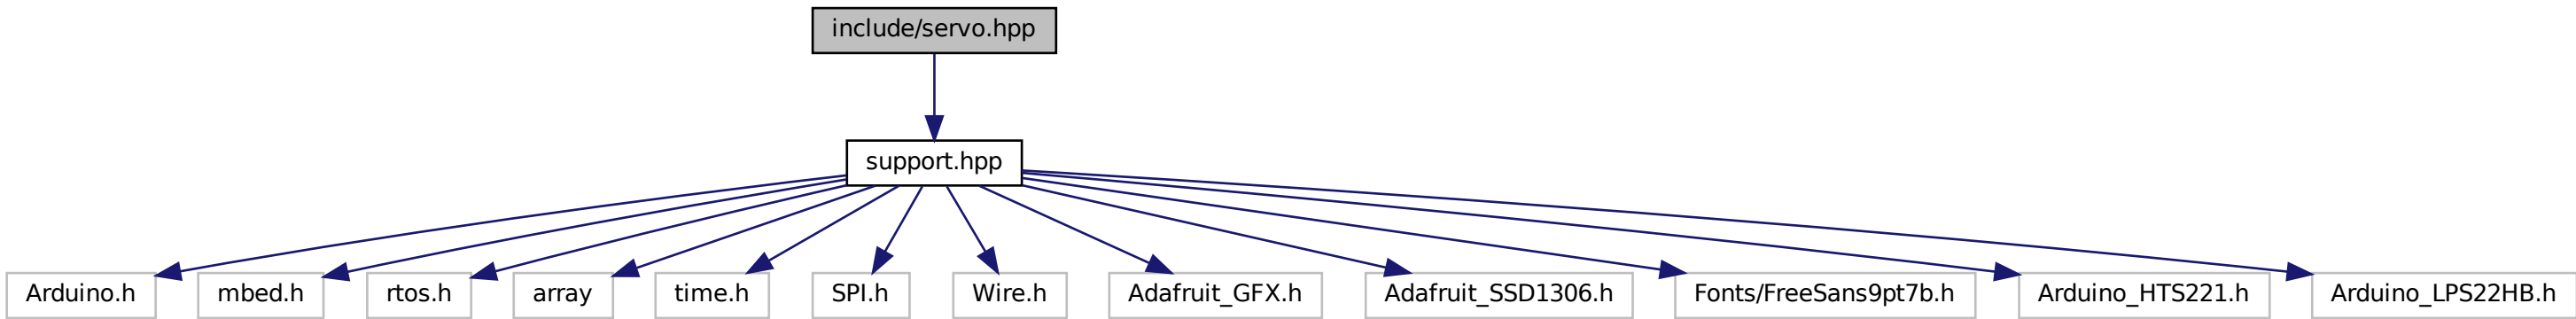 include/servo.hpp
support.hpp
Arduino.h
mbed.h
rtos.h
array
time.h
SPI.h
Wire.h
Adafruit_GFX.h
Adafruit_SSD1306.h
Fonts/FreeSans9pt7b.h
Arduino_HTS221.h
Arduino_LPS22HB.h